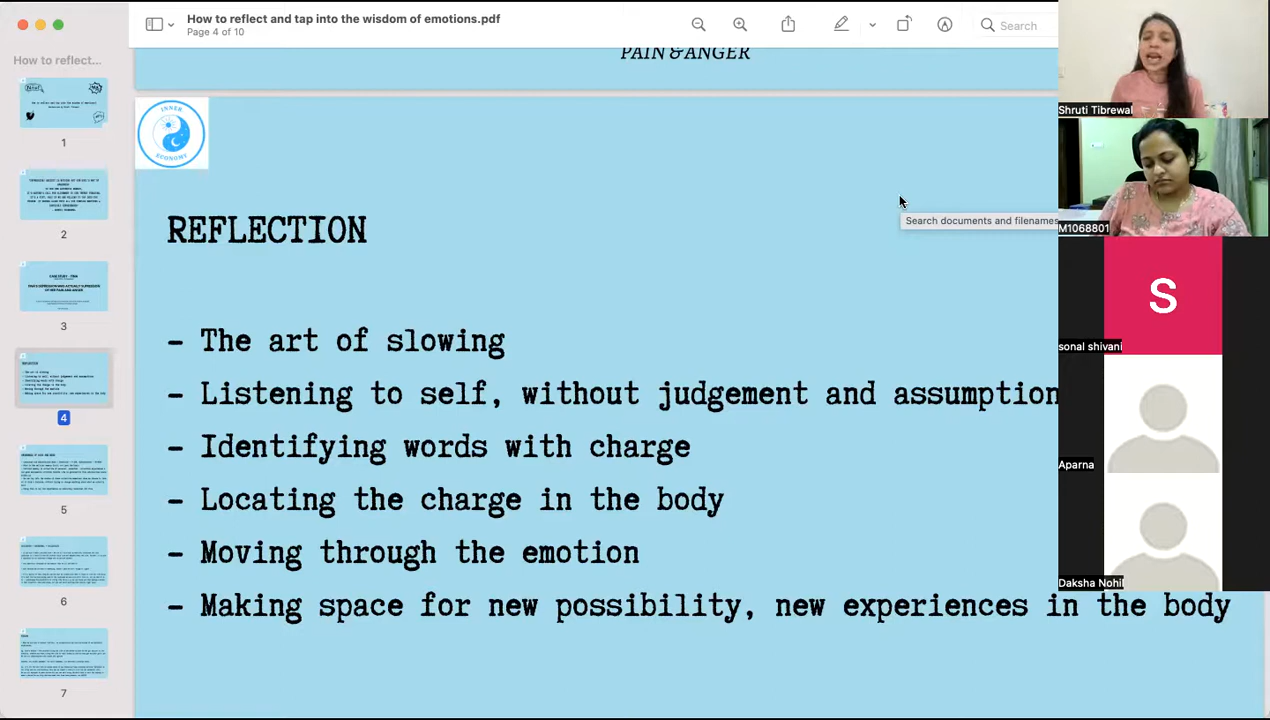 How to reflect and tap into the wisdom of emotions.pdf
Page 4 of 10
Search
How to reflect...
1
2
3
4
5
6
7
PAIN & ANGER
INNER
ECONOMY
REFLECTION
- The art of slowing
- Listening to self, without judgement and assumption
- Identifying words with charge
- Locating the charge in the body
- Moving through the emotion
- Making space for new possibility, new experiences in the body
Search documents and filenames
Shruti Tibrewal
M1068801
S
sonal shivani
Aparna
Daksha Nohil